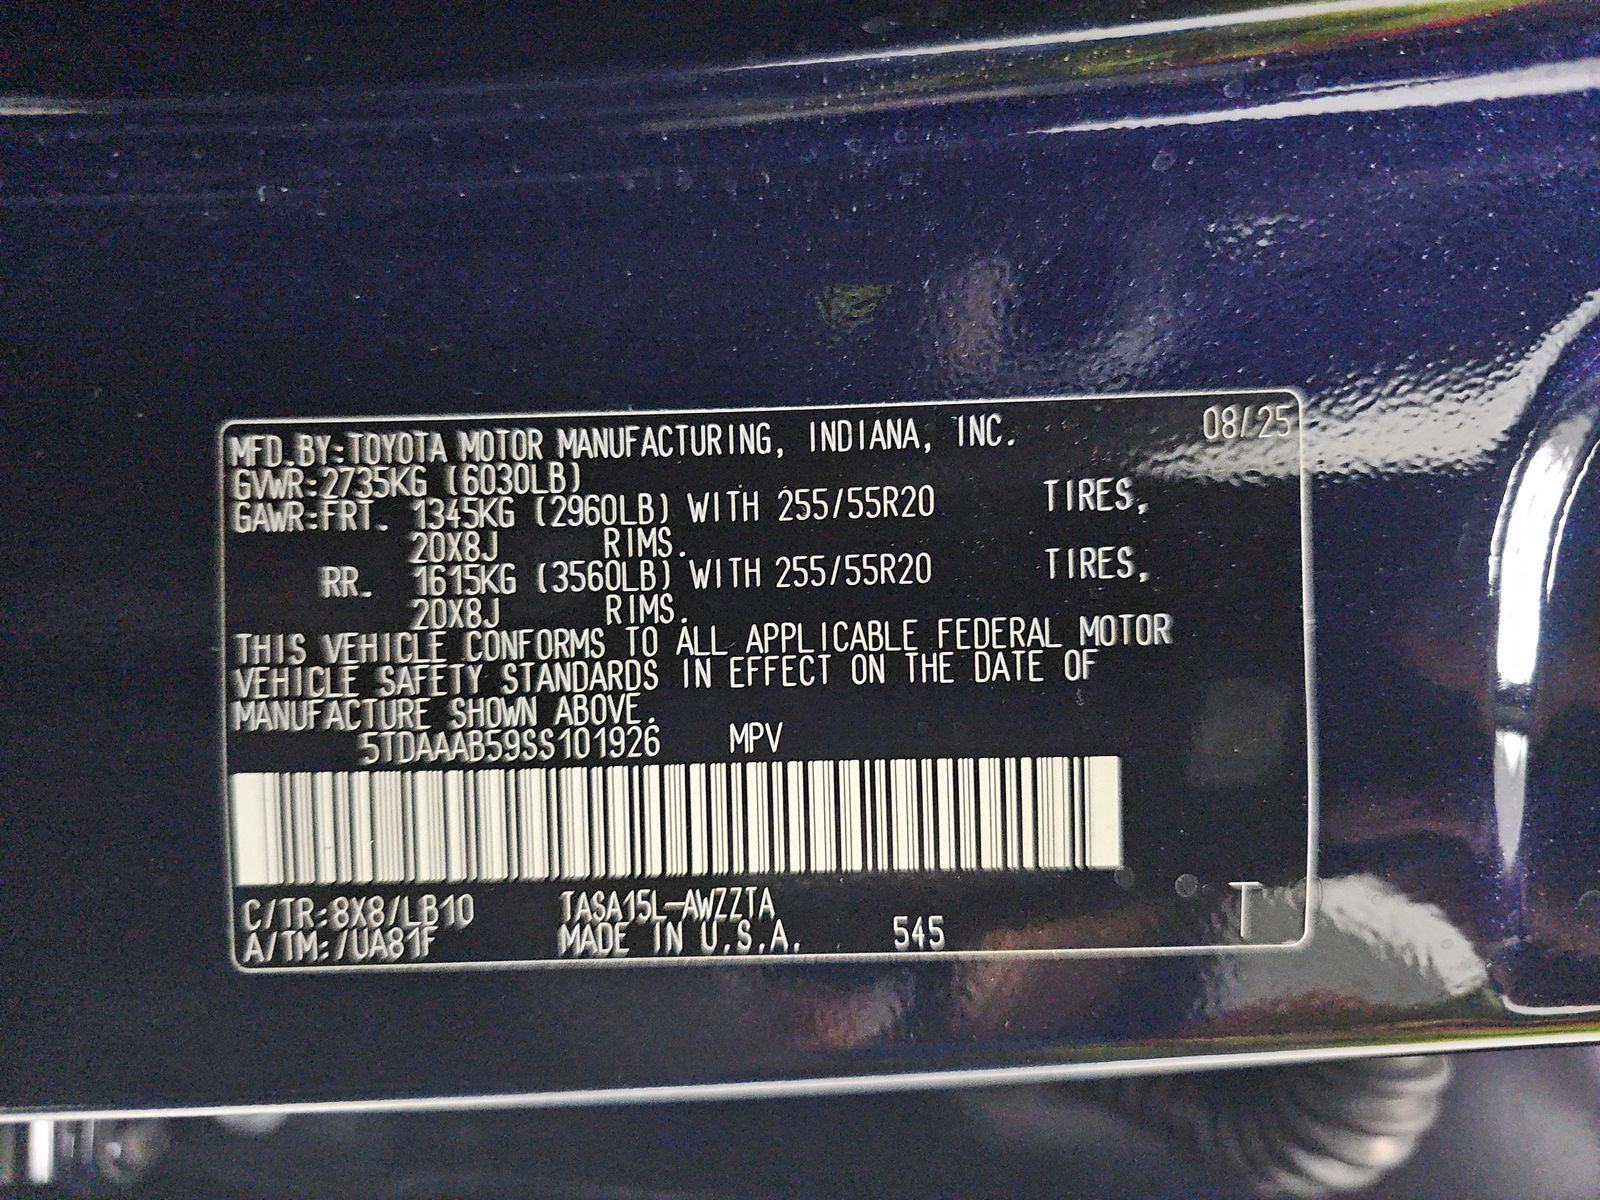 MFD.BY:TOYOTA MOTOR MANUFACTURING, INDIANA, INC. 08/25
GVWR:2735KG (6030LB)
GAWR:FRT. 1345KG (2960LB) WITH 255/55R20 TIRES,
20X8J RIMS.
RR. 1615KG (3560LB) WITH 255/55R20 TIRES,
20X8J RIMS.
THIS VEHICLE CONFORMS TO ALL APPLICABLE FEDERAL MOTOR
VEHICLE SAFETY STANDARDS IN EFFECT ON THE DATE OF
MANUFACTURE SHOWN ABOVE.
5TDAAAB59SS101926 MPV
C/TR:8X8/LB10 TASA15L-AWZZTA
A/TM:/UA81F MADE IN U.S.A. 545 T